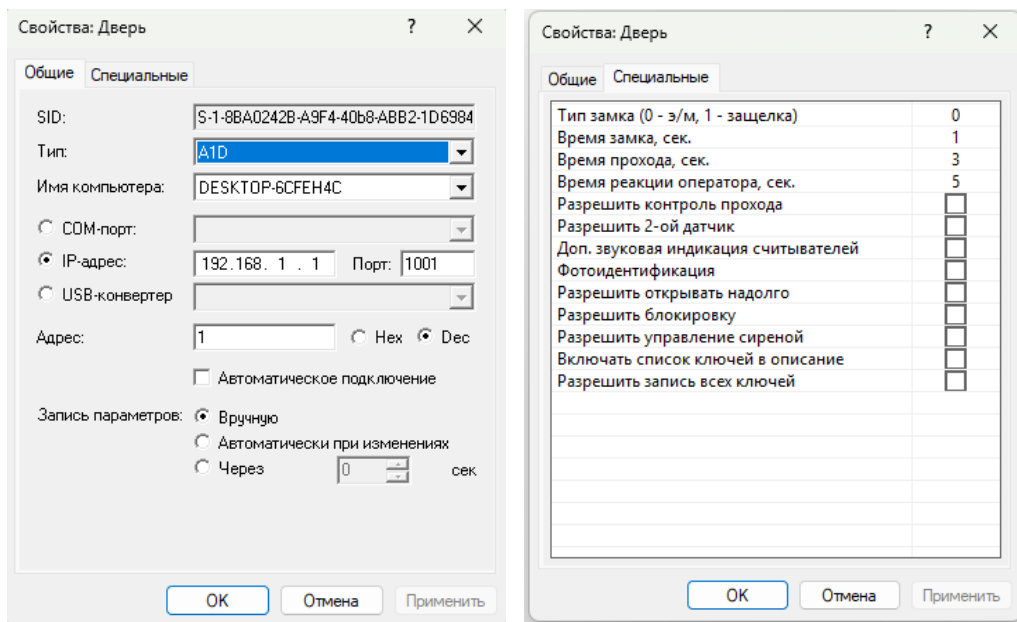 Свойства: Дверь
Общие Специальные
SID: S-1-8BA0242B-A9F4-40b8-ABB2-1D6984
Тип: A1D
Имя компьютера: DESKTOP-6CFEH4C
COM-порт:
IP-адрес: 192.168. 1 . 1 Порт: 1001
USB-конвертер
Адрес: 1 Hex Dec
Автоматическое подключение
Запись параметров: Вручную
Автоматически при изменениях
Через 0 сек
OK Отмена Применить
Свойства: Дверь
Общие Специальные
Тип замка (0 - э/м, 1 - защелка) 0
Время замка, сек. 1
Время прохода, сек. 3
Время реакции оператора, сек. 5
Разрешить контроль прохода
Разрешить 2-ой датчик
Доп. звуковая индикация считывателей
Фотоидентификация
Разрешить открывать надолго
Разрешить блокировку
Разрешить управление сиреной
Включать список ключей в описание
Разрешить запись всех ключей
OK Отмена Применить